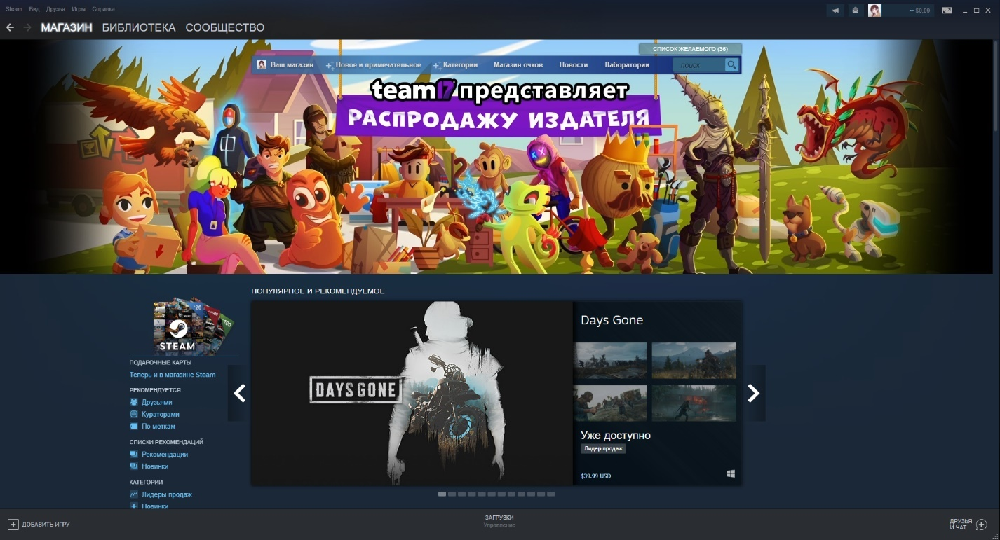 Steam Вид Друзья Игры Справка
$0,09
МАГАЗИН БИБЛИОТЕКА СООБЩЕСТВО
СПИСОК ЖЕЛАЕМОГО (36)
Ваш магазин Новое и примечательное Категории Магазин очков Новости Лаборатории поиск
team17 представляет
РАСПРОДАЖУ ИЗДАТЕЛЯ
ПОПУЛЯРНОЕ И РЕКОМЕНДУЕМОЕ
STEAM
ПОДАРОЧНЫЕ КАРТЫ
Теперь и в магазине Steam
РЕКОМЕНДУЕТСЯ
Друзьями
Кураторами
По меткам
СПИСКИ РЕКОМЕНДАЦИЙ
Рекомендации
Новинки
КАТЕГОРИИ
Лидеры продаж
Новинки
DAYS GONE
Days Gone
Уже доступно
Лидер продаж
$39.99 USD
ДОБАВИТЬ ИГРУ
ЗАГРУЗКИ
Управление
ДРУЗЬЯ
И ЧАТ